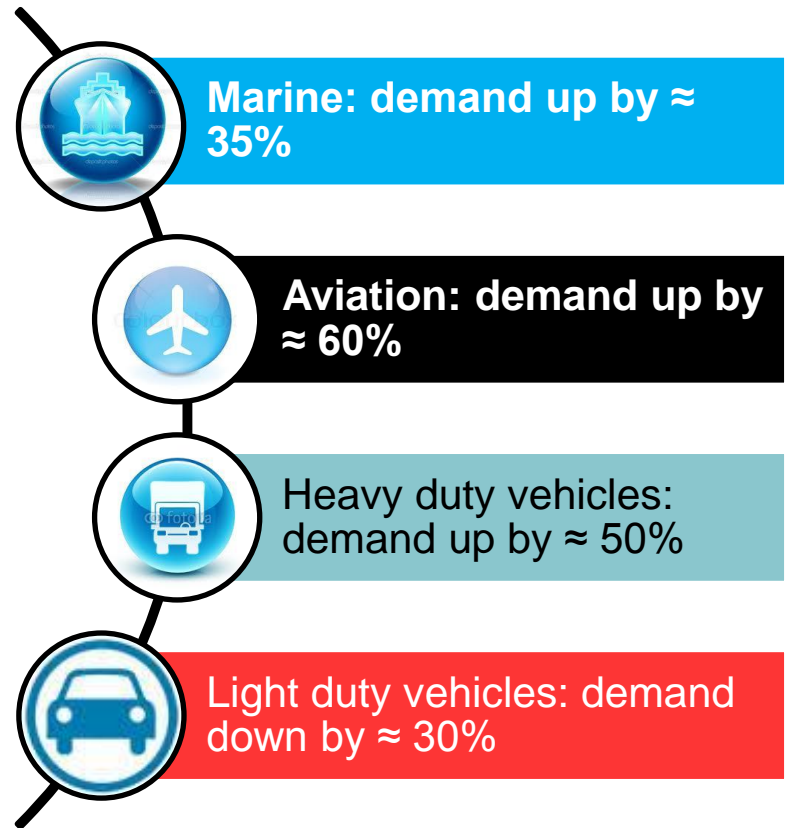 Marine: demand up by ≈
35%
Aviation: demand up by
≈ 60%
Heavy duty vehicles:
demand up by ≈ 50%
fotolia
Light duty vehicles: demand
down by ≈ 30%